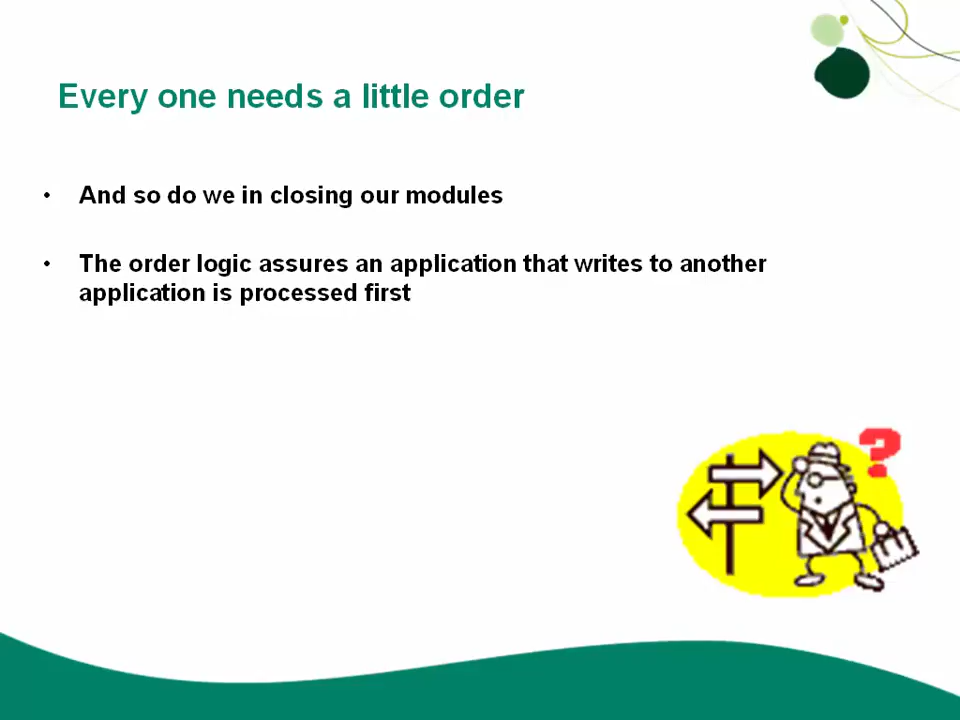 Every one needs a little order
• And so do we in closing our modules
• The order logic assures an application that writes to another
application is processed first
?